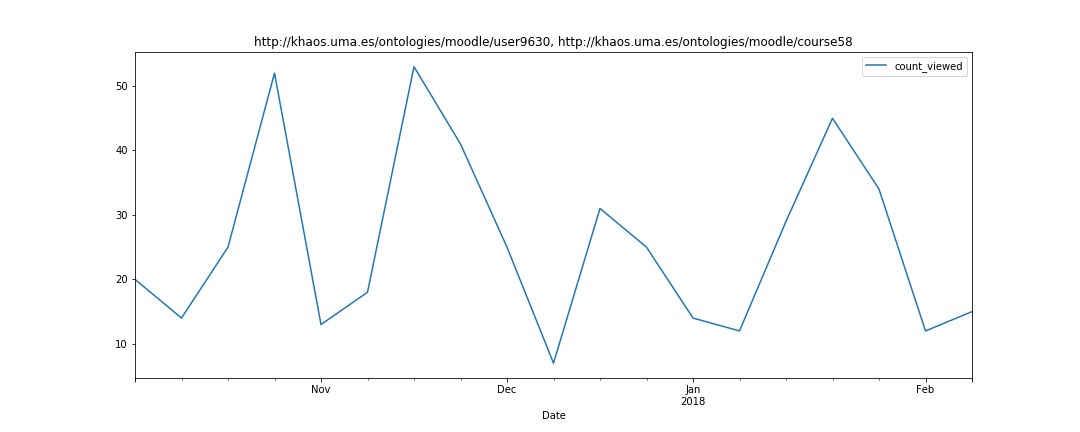 http://khaos.uma.es/ontologies/moodle/user9630, http://khaos.uma.es/ontologies/moodle/course58
count_viewed
50
40
30
20
10
Nov
Dec
Jan
2018
Feb
Date